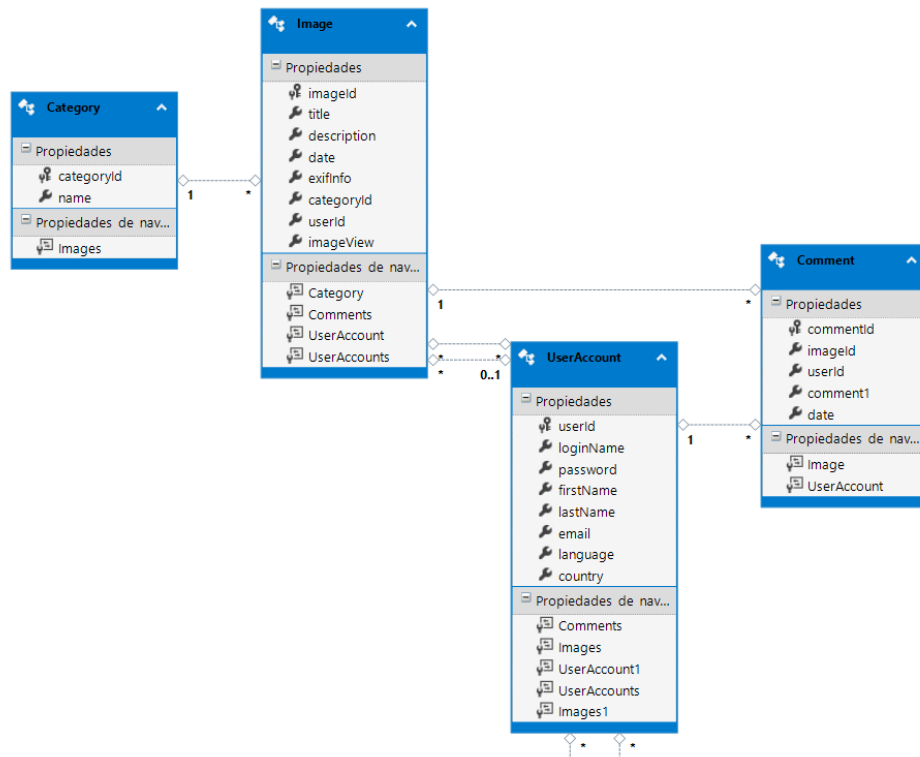 Image
Propiedades
imageId
title
description
date
exifInfo
categoryId
userId
imageView
Propiedades de nav...
Category
Comments
UserAccount
UserAccounts
Category
Propiedades
categoryId
name
Propiedades de nav...
Images
1
*
1
*
*
*
*
0..1
Comment
Propiedades
commentId
imageId
userId
comment1
date
Propiedades de nav...
Image
UserAccount
UserAccount
Propiedades
userId
loginName
password
firstName
lastName
email
language
country
Propiedades de nav...
Comments
Images
UserAccount1
UserAccounts
Images1
1
*
*
*